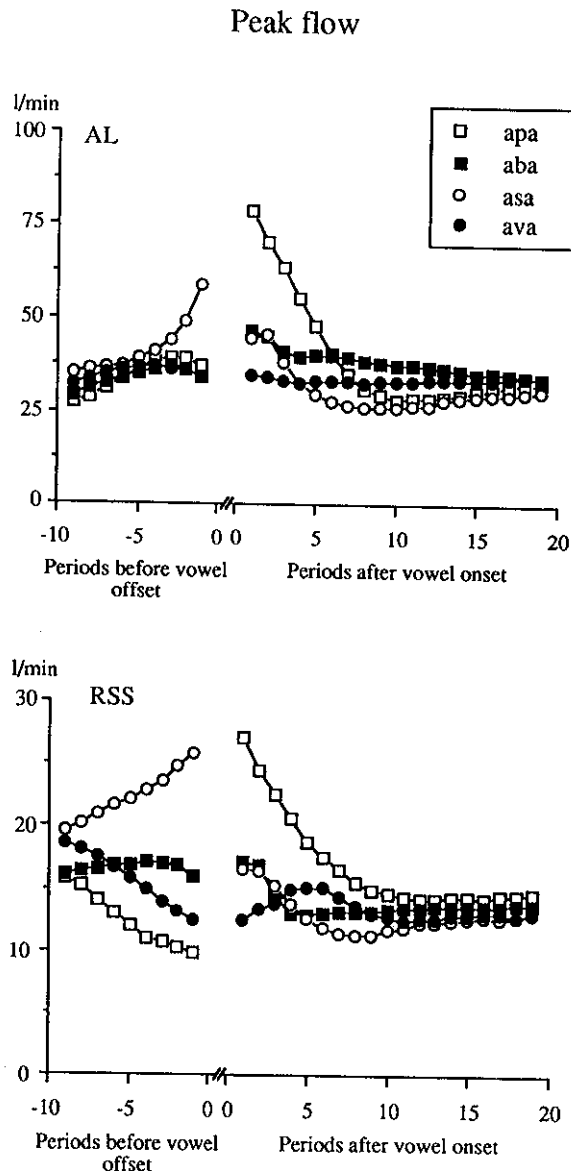 Peak flow
l/min
AL
100
75
50
25
0
-10 -5 0 0 5 10 15 20
Periods before vowel
offset
Periods after vowel onset
apa
aba
asa
ava
l/min
RSS
30
20
10
0
-10 -5 0 0 5 10 15 20
Periods before vowel
offset
Periods after vowel onset